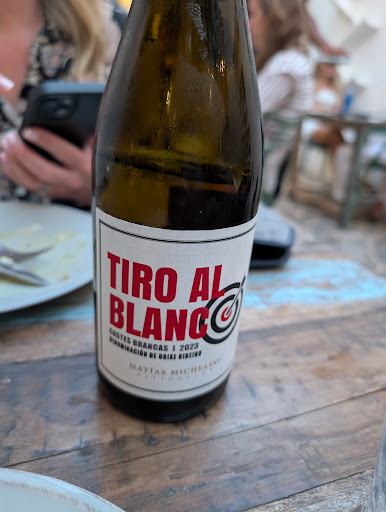 TIRO AL
BLANCO
CASTES BRANCAS | 2023
DENOMINACIÓN DE ORIXE RIBEIRO
MATÍAS MICHELINI